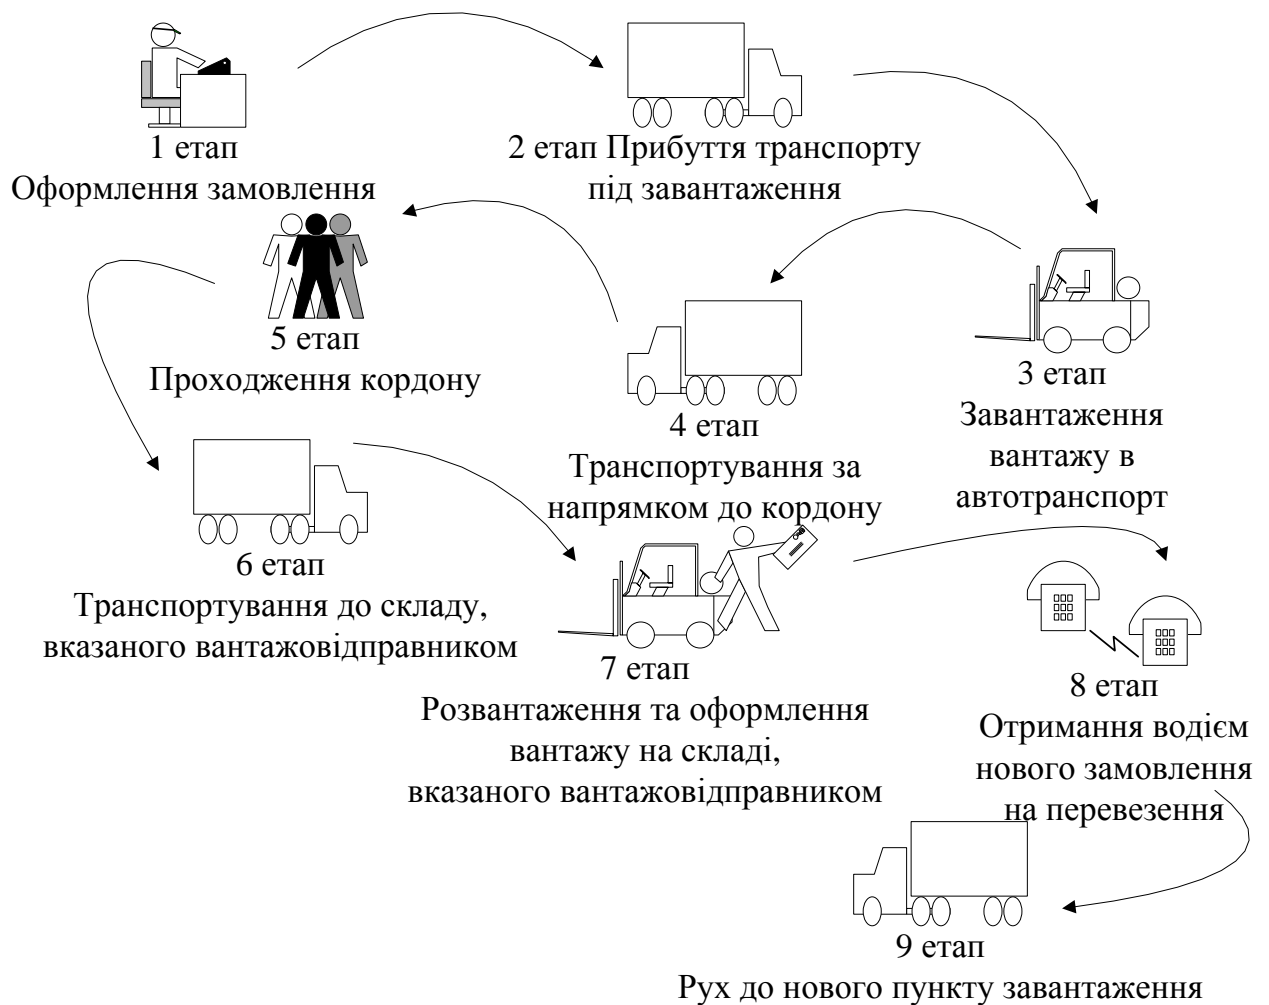 1 етап
Оформлення замовлення
2 етап Прибуття транспорту
під завантаження
3 етап
Завантаження
вантажу в
автотранспорт
4 етап
Транспортування за
напрямком до кордону
5 етап
Проходження кордону
6 етап
Транспортування до складу,
вказаного вантажовідправником
7 етап
Розвантаження та оформлення
вантажу на складі,
вказаного вантажовідправником
8 етап
Отримання водієм
нового замовлення
на перевезення
9 етап
Рух до нового пункту завантаження